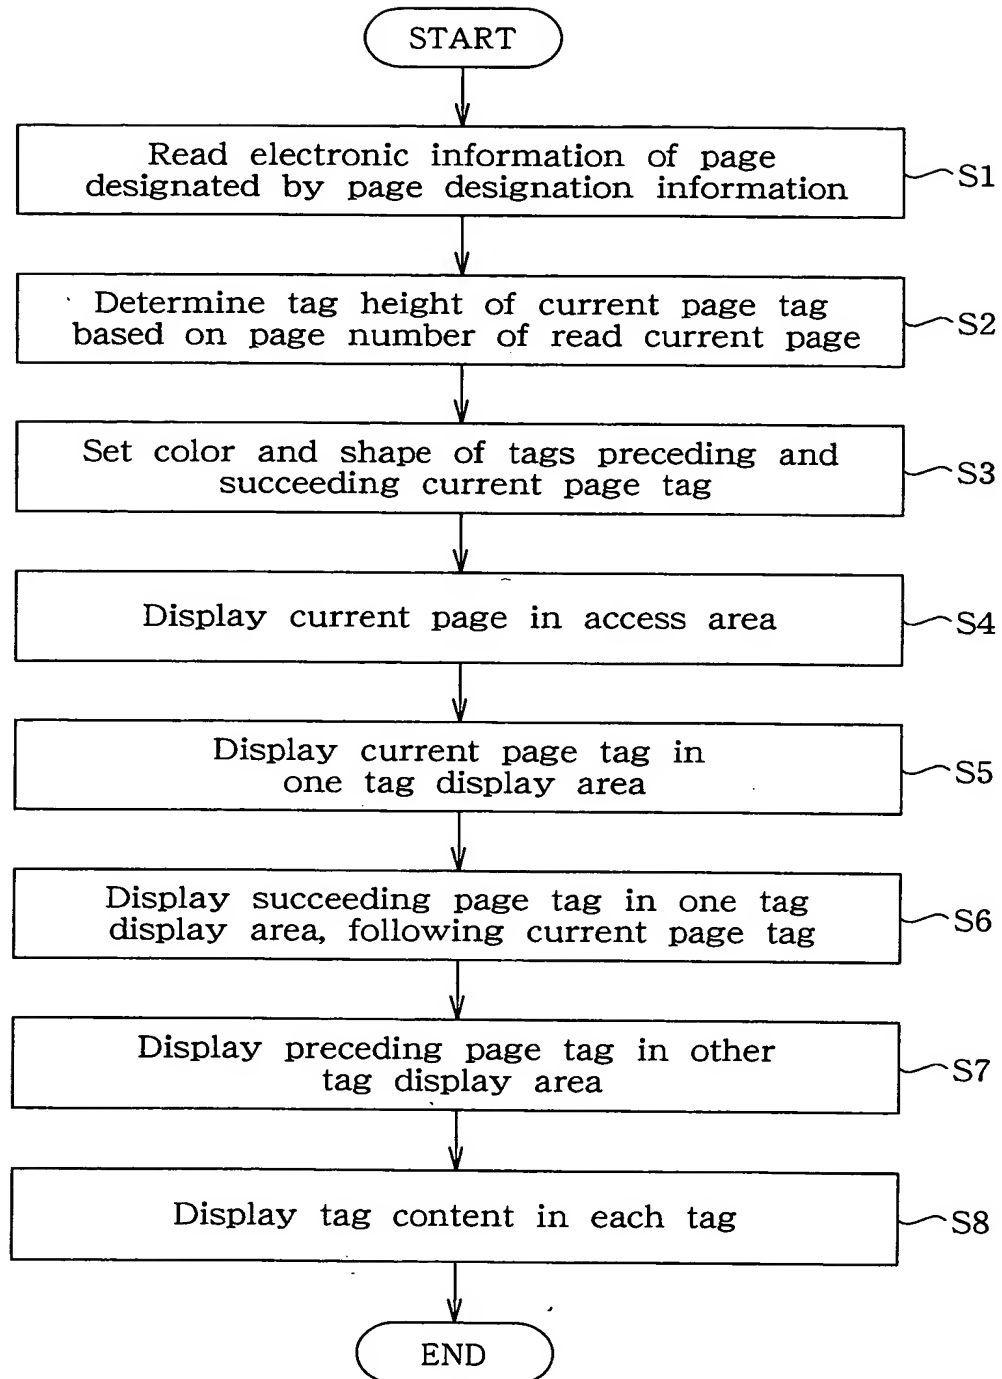 START
Read electronic information of page
designated by page designation information
S1
Determine tag height of current page tag
based on page number of read current page
S2
Set color and shape of tags preceding and
succeeding current page tag
S3
Display current page in access area
S4
Display current page tag in
one tag display area
S5
Display succeeding page tag in one tag
display area, following current page tag
S6
Display preceding page tag in other
tag display area
S7
Display tag content in each tag
S8
END